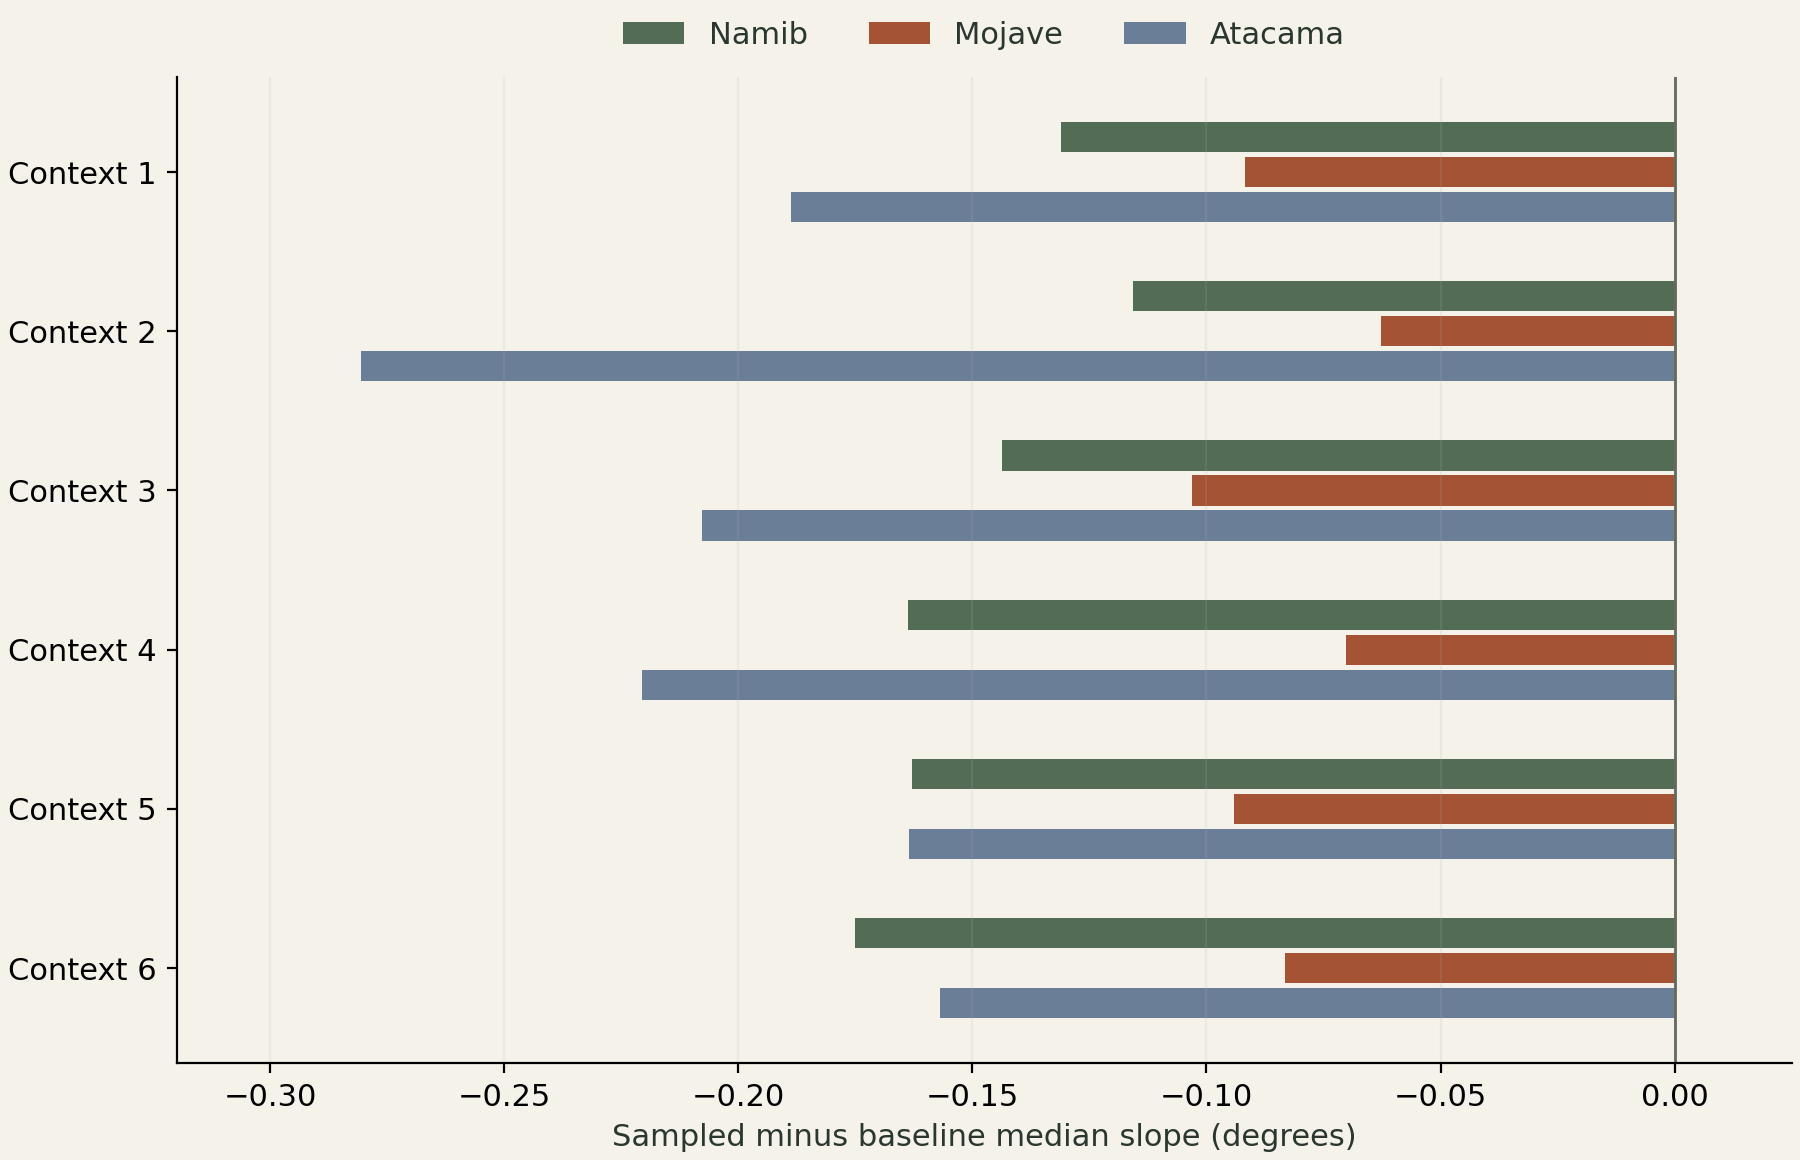 Namib Mojave Atacama
Context 1
Context 2
Context 3
Context 4
Context 5
Context 6
−0.30 −0.25 −0.20 −0.15 −0.10 −0.05 0.00
Sampled minus baseline median slope (degrees)